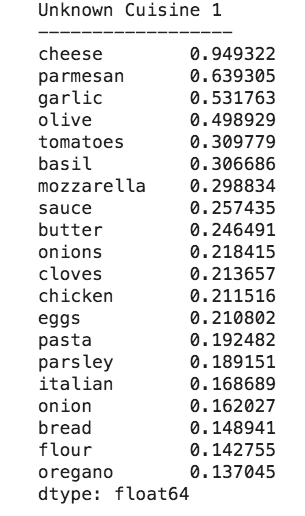 Unknown Cuisine 1
------------------
cheese 0.949322
parmesan 0.639305
garlic 0.531763
olive 0.498929
tomatoes 0.309779
basil 0.306686
mozzarella 0.298834
sauce 0.257435
butter 0.246491
onions 0.218415
cloves 0.213657
chicken 0.211516
eggs 0.210802
pasta 0.192482
parsley 0.189151
italian 0.168689
onion 0.162027
bread 0.148941
flour 0.142755
oregano 0.137045
dtype: float64